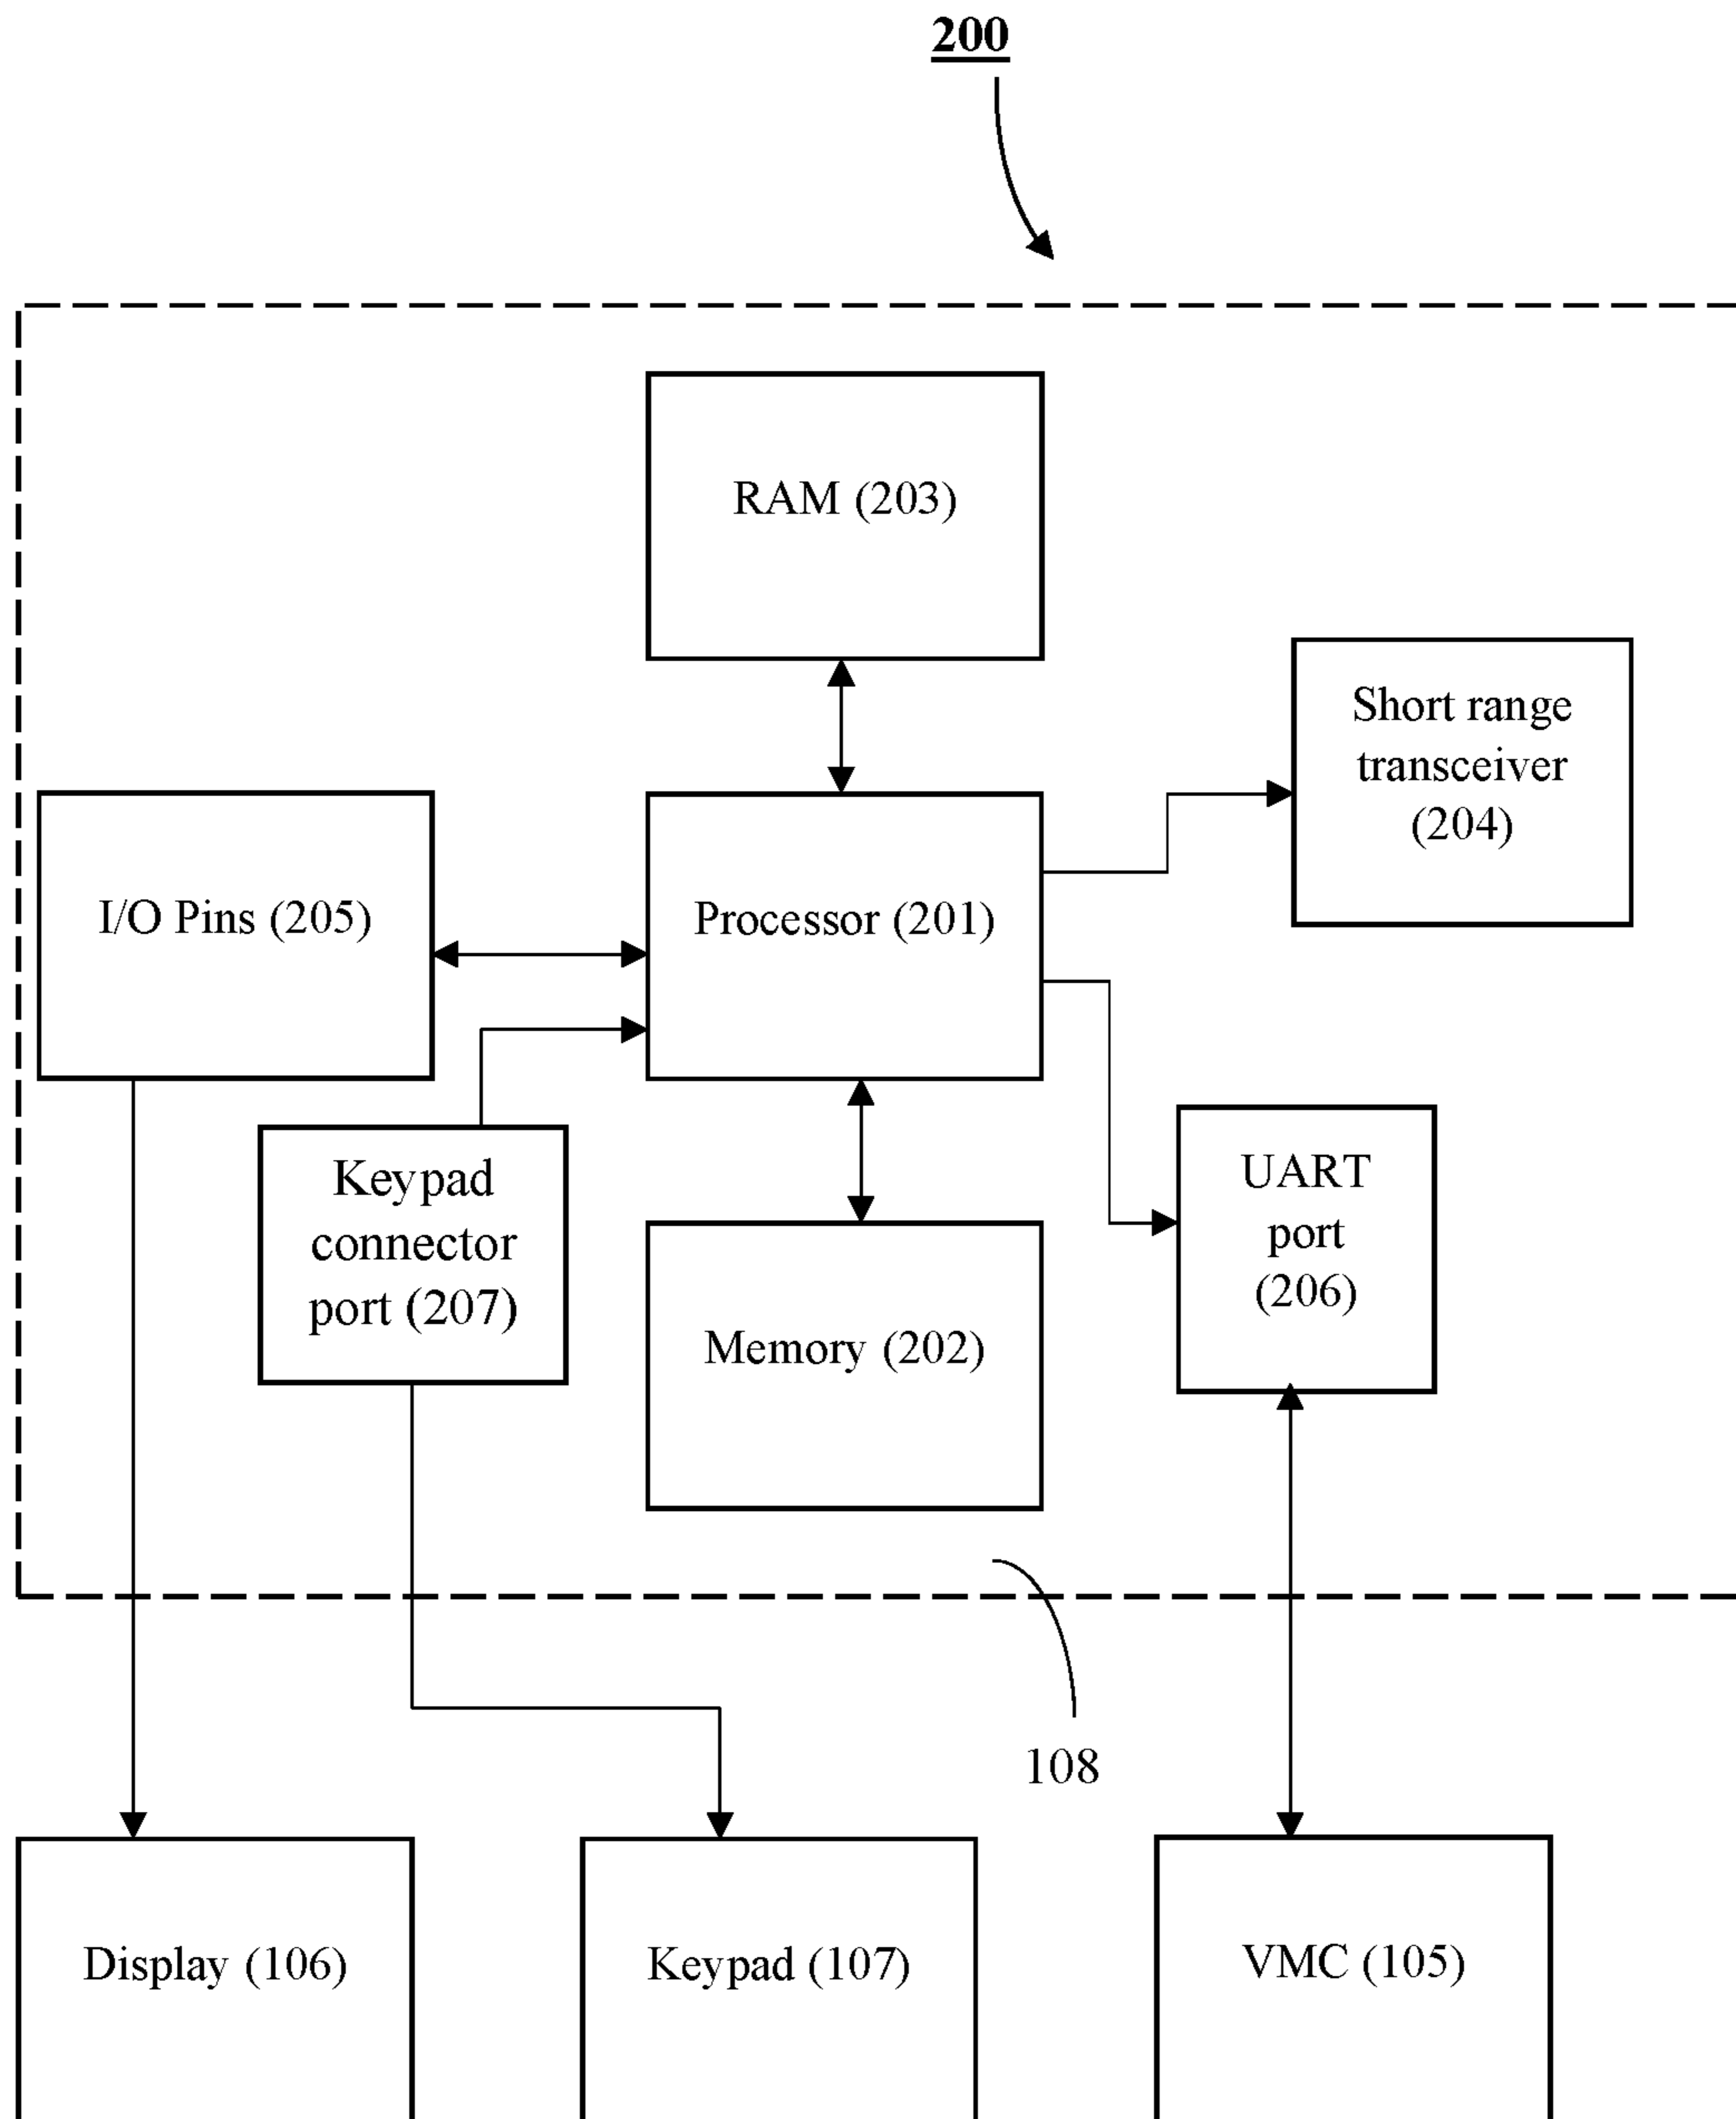 200
RAM (203)
Short range
transceiver
(204)
I/O Pins (205)
Processor (201)
Keypad
connector
port (207)
UART
port
(206)
Memory (202)
108
Display (106)
Keypad (107)
VMC (105)